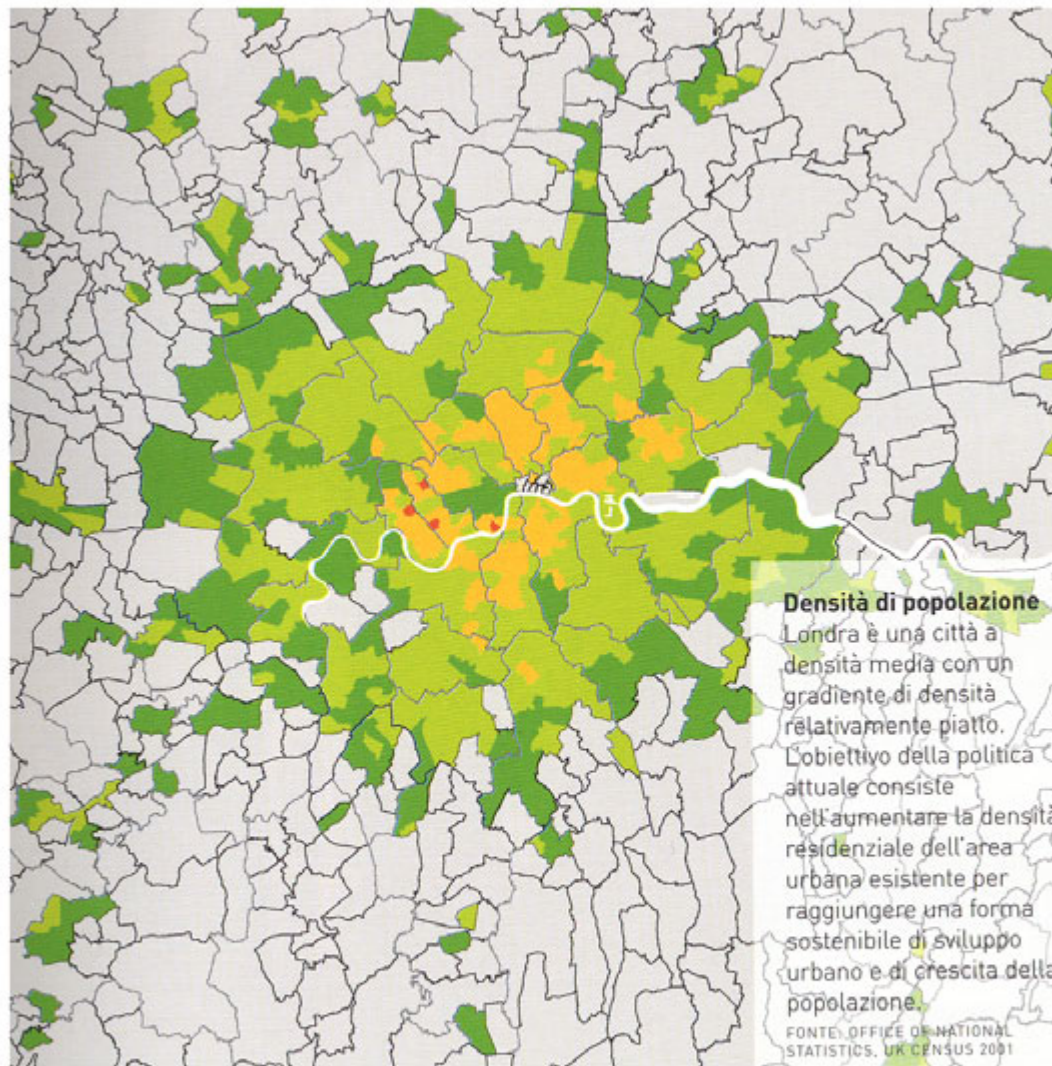 Densità di popolazione
Londra è una città a
densità media con un
gradiente di densità
relativamente piatto.
L'obiettivo della politica
attuale consiste
nell'aumentare la densità
residenziale dell'area
urbana esistente per
raggiungere una forma
sostenibile di sviluppo
urbano e di crescita della
popolazione.
FONTE: OFFICE OF NATIONAL
STATISTICS, UK CENSUS 2001